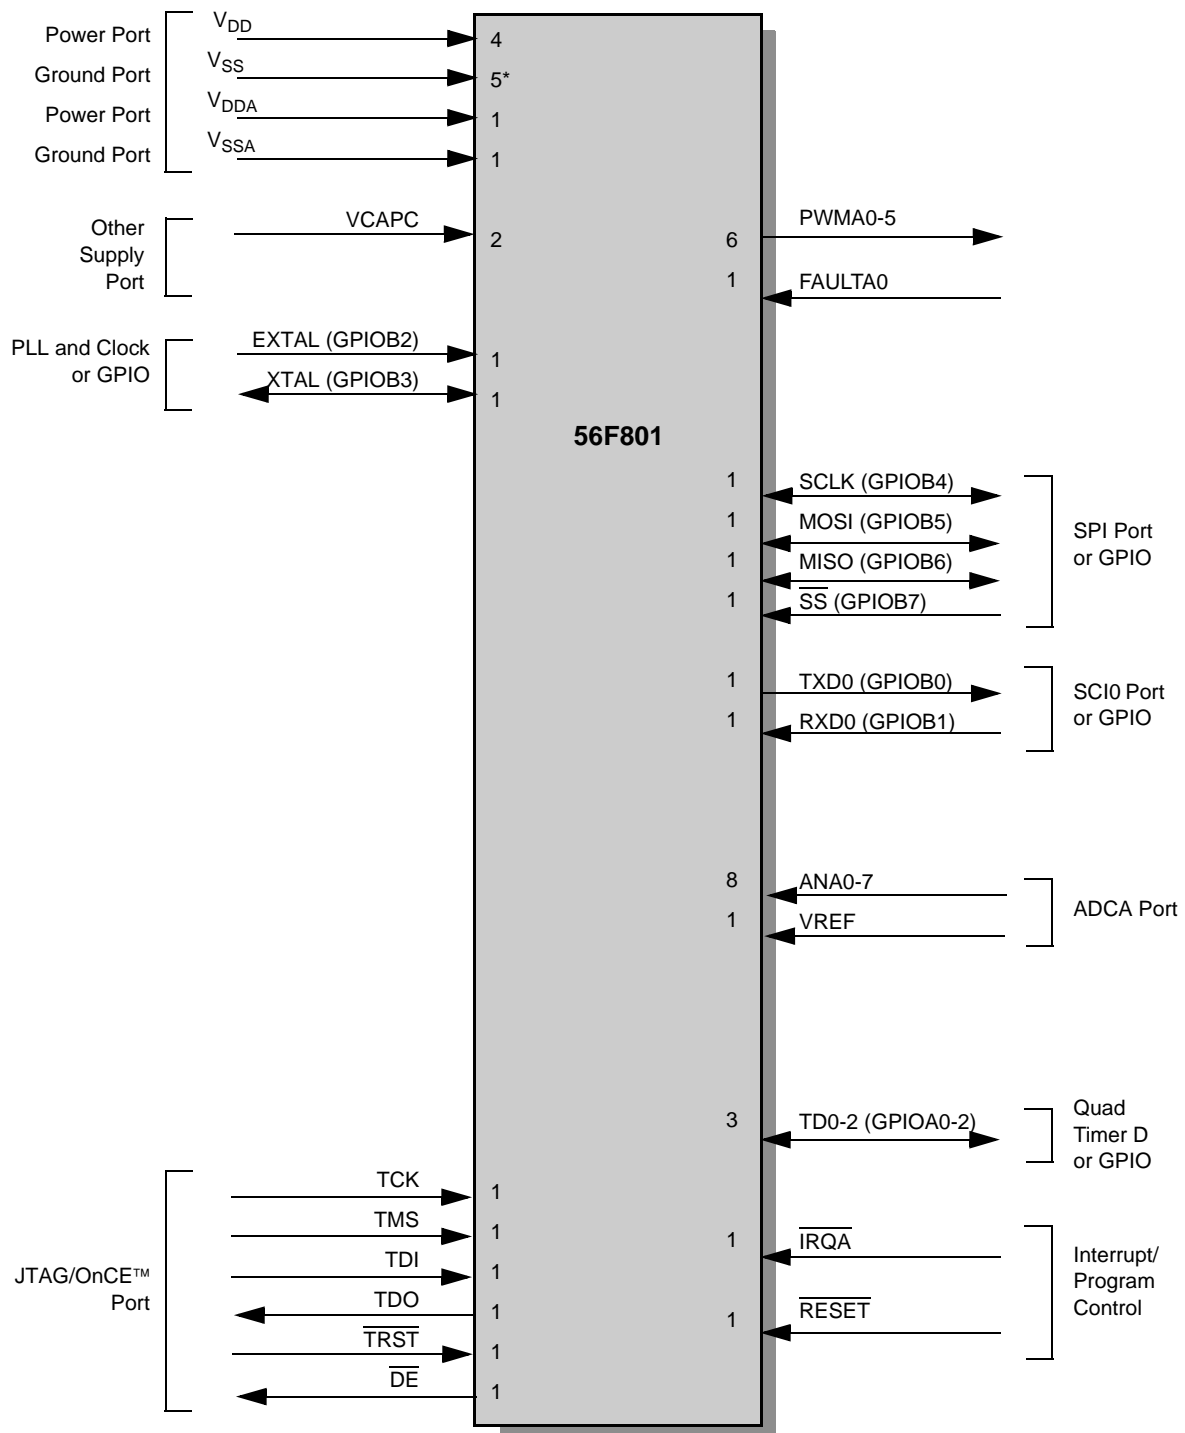 Power Port VDD 4
Ground Port VSS 5*
Power Port VDDA 1
Ground Port VSSA 1
Other
Supply
Port
VCAPC 2
PLL and Clock
or GPIO
EXTAL (GPIOB2) 1
XTAL (GPIOB3) 1
56F801
6 PWMA0-5
1 FAULTA0
1 SCLK (GPIOB4)
1 MOSI (GPIOB5)
1 MISO (GPIOB6)
1 SS (GPIOB7)
SPI Port
or GPIO
1 TXD0 (GPIOB0)
1 RXD0 (GPIOB1)
SCI0 Port
or GPIO
8 ANA0-7
1 VREF
ADCA Port
3 TD0-2 (GPIOA0-2)
Quad
Timer D
or GPIO
JTAG/OnCE™
Port
TCK 1
TMS 1
TDI 1
TDO 1
TRST 1
DE 1
1 IRQA
1 RESET
Interrupt/
Program
Control